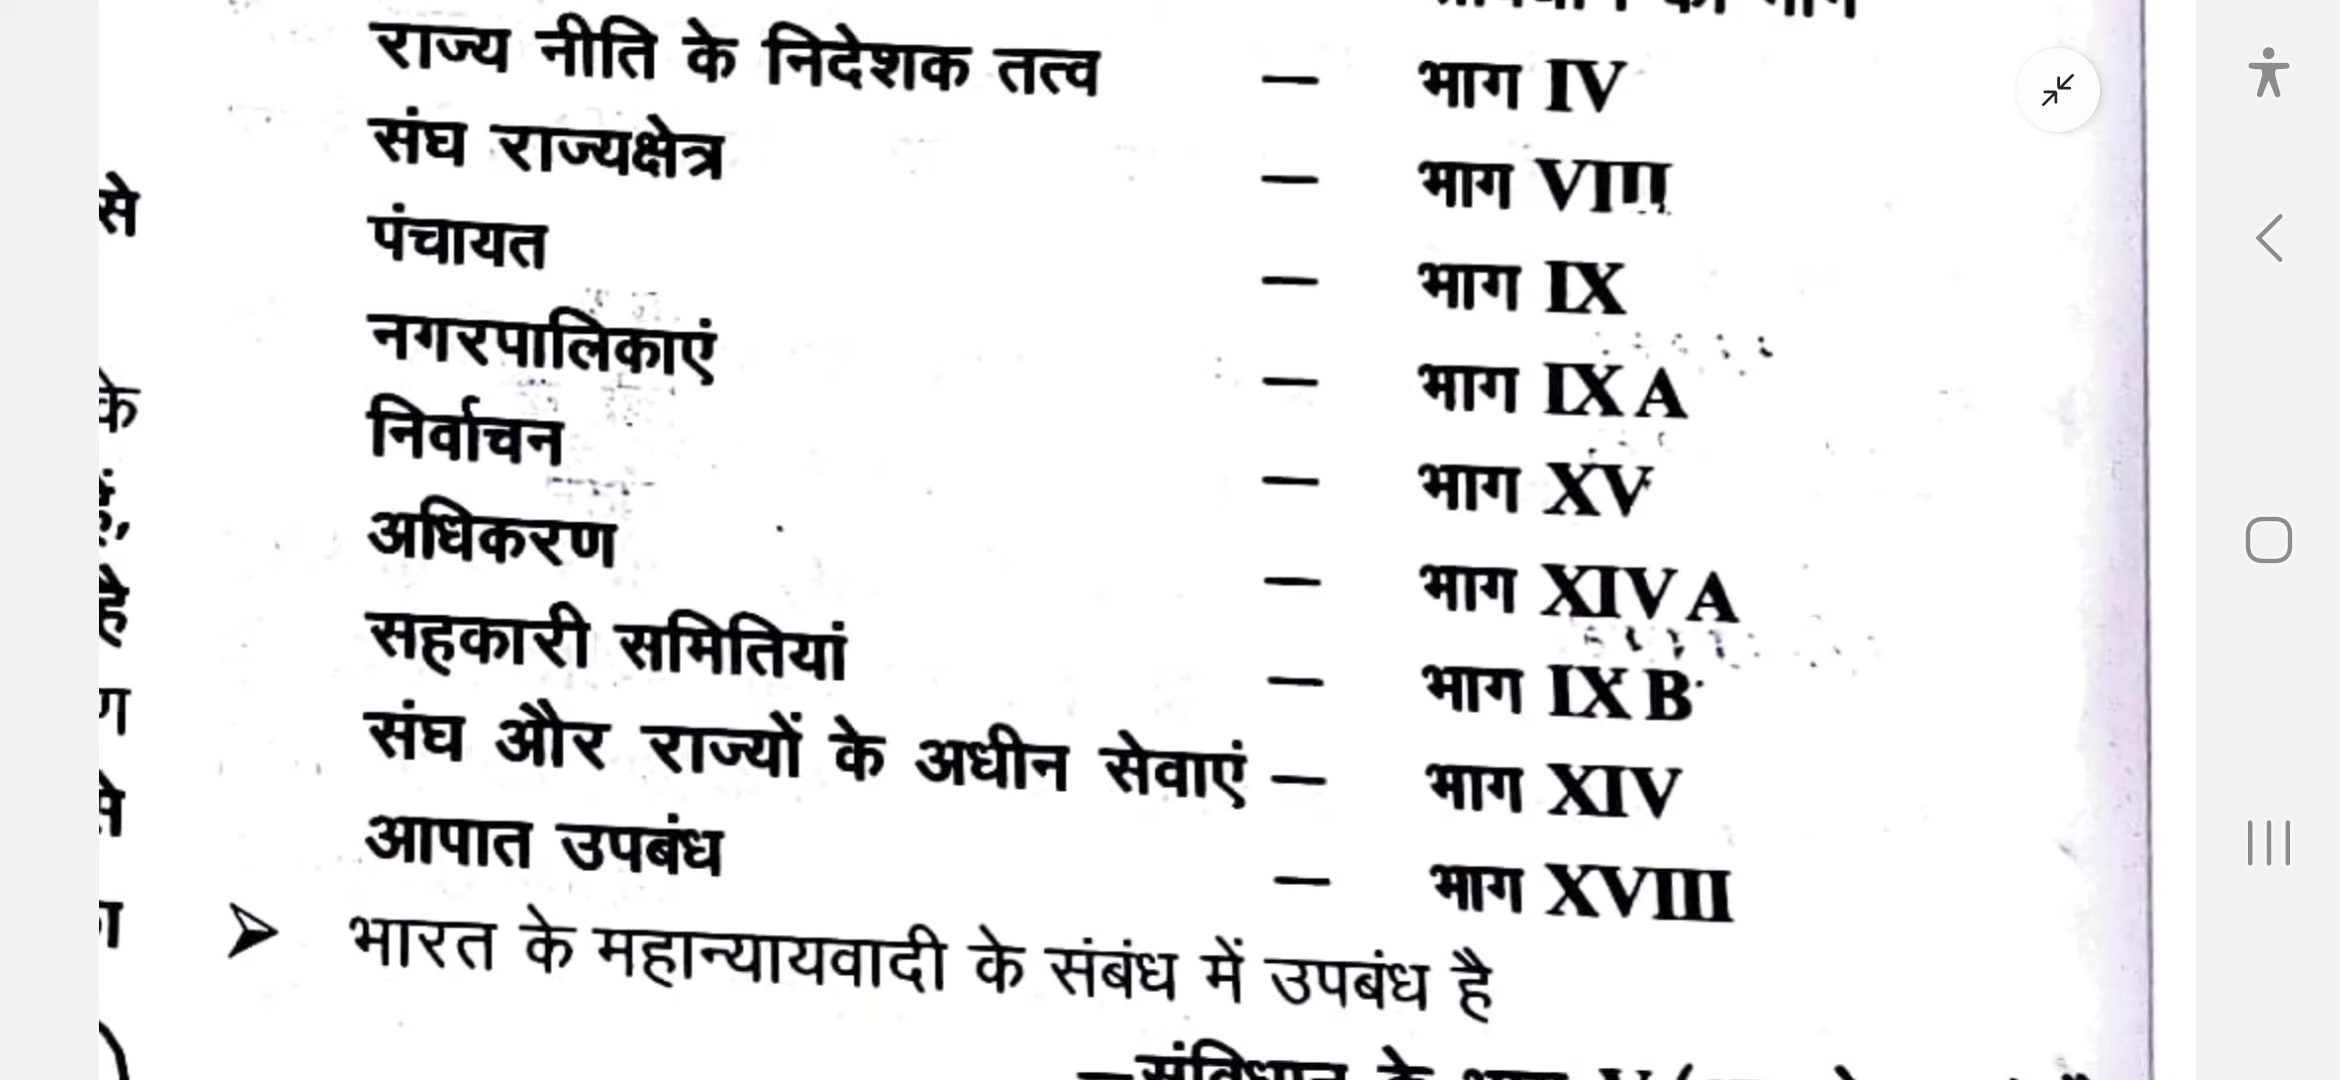 राज्य नीति के निदेशक तत्व — भाग IV
संघ राज्यक्षेत्र — भाग VIII
पंचायत — भाग IX
नगरपालिकाएं — भाग IX A
निर्वाचन — भाग XV
अधिकरण — भाग XIV A
सहकारी समितियां — भाग IX B
संघ और राज्यों के अधीन सेवाएं — भाग XIV
आपात उपबंध — भाग XVIII
➢ भारत के महान्यायवादी के संबंध में उपबंध है
से
के
है
से